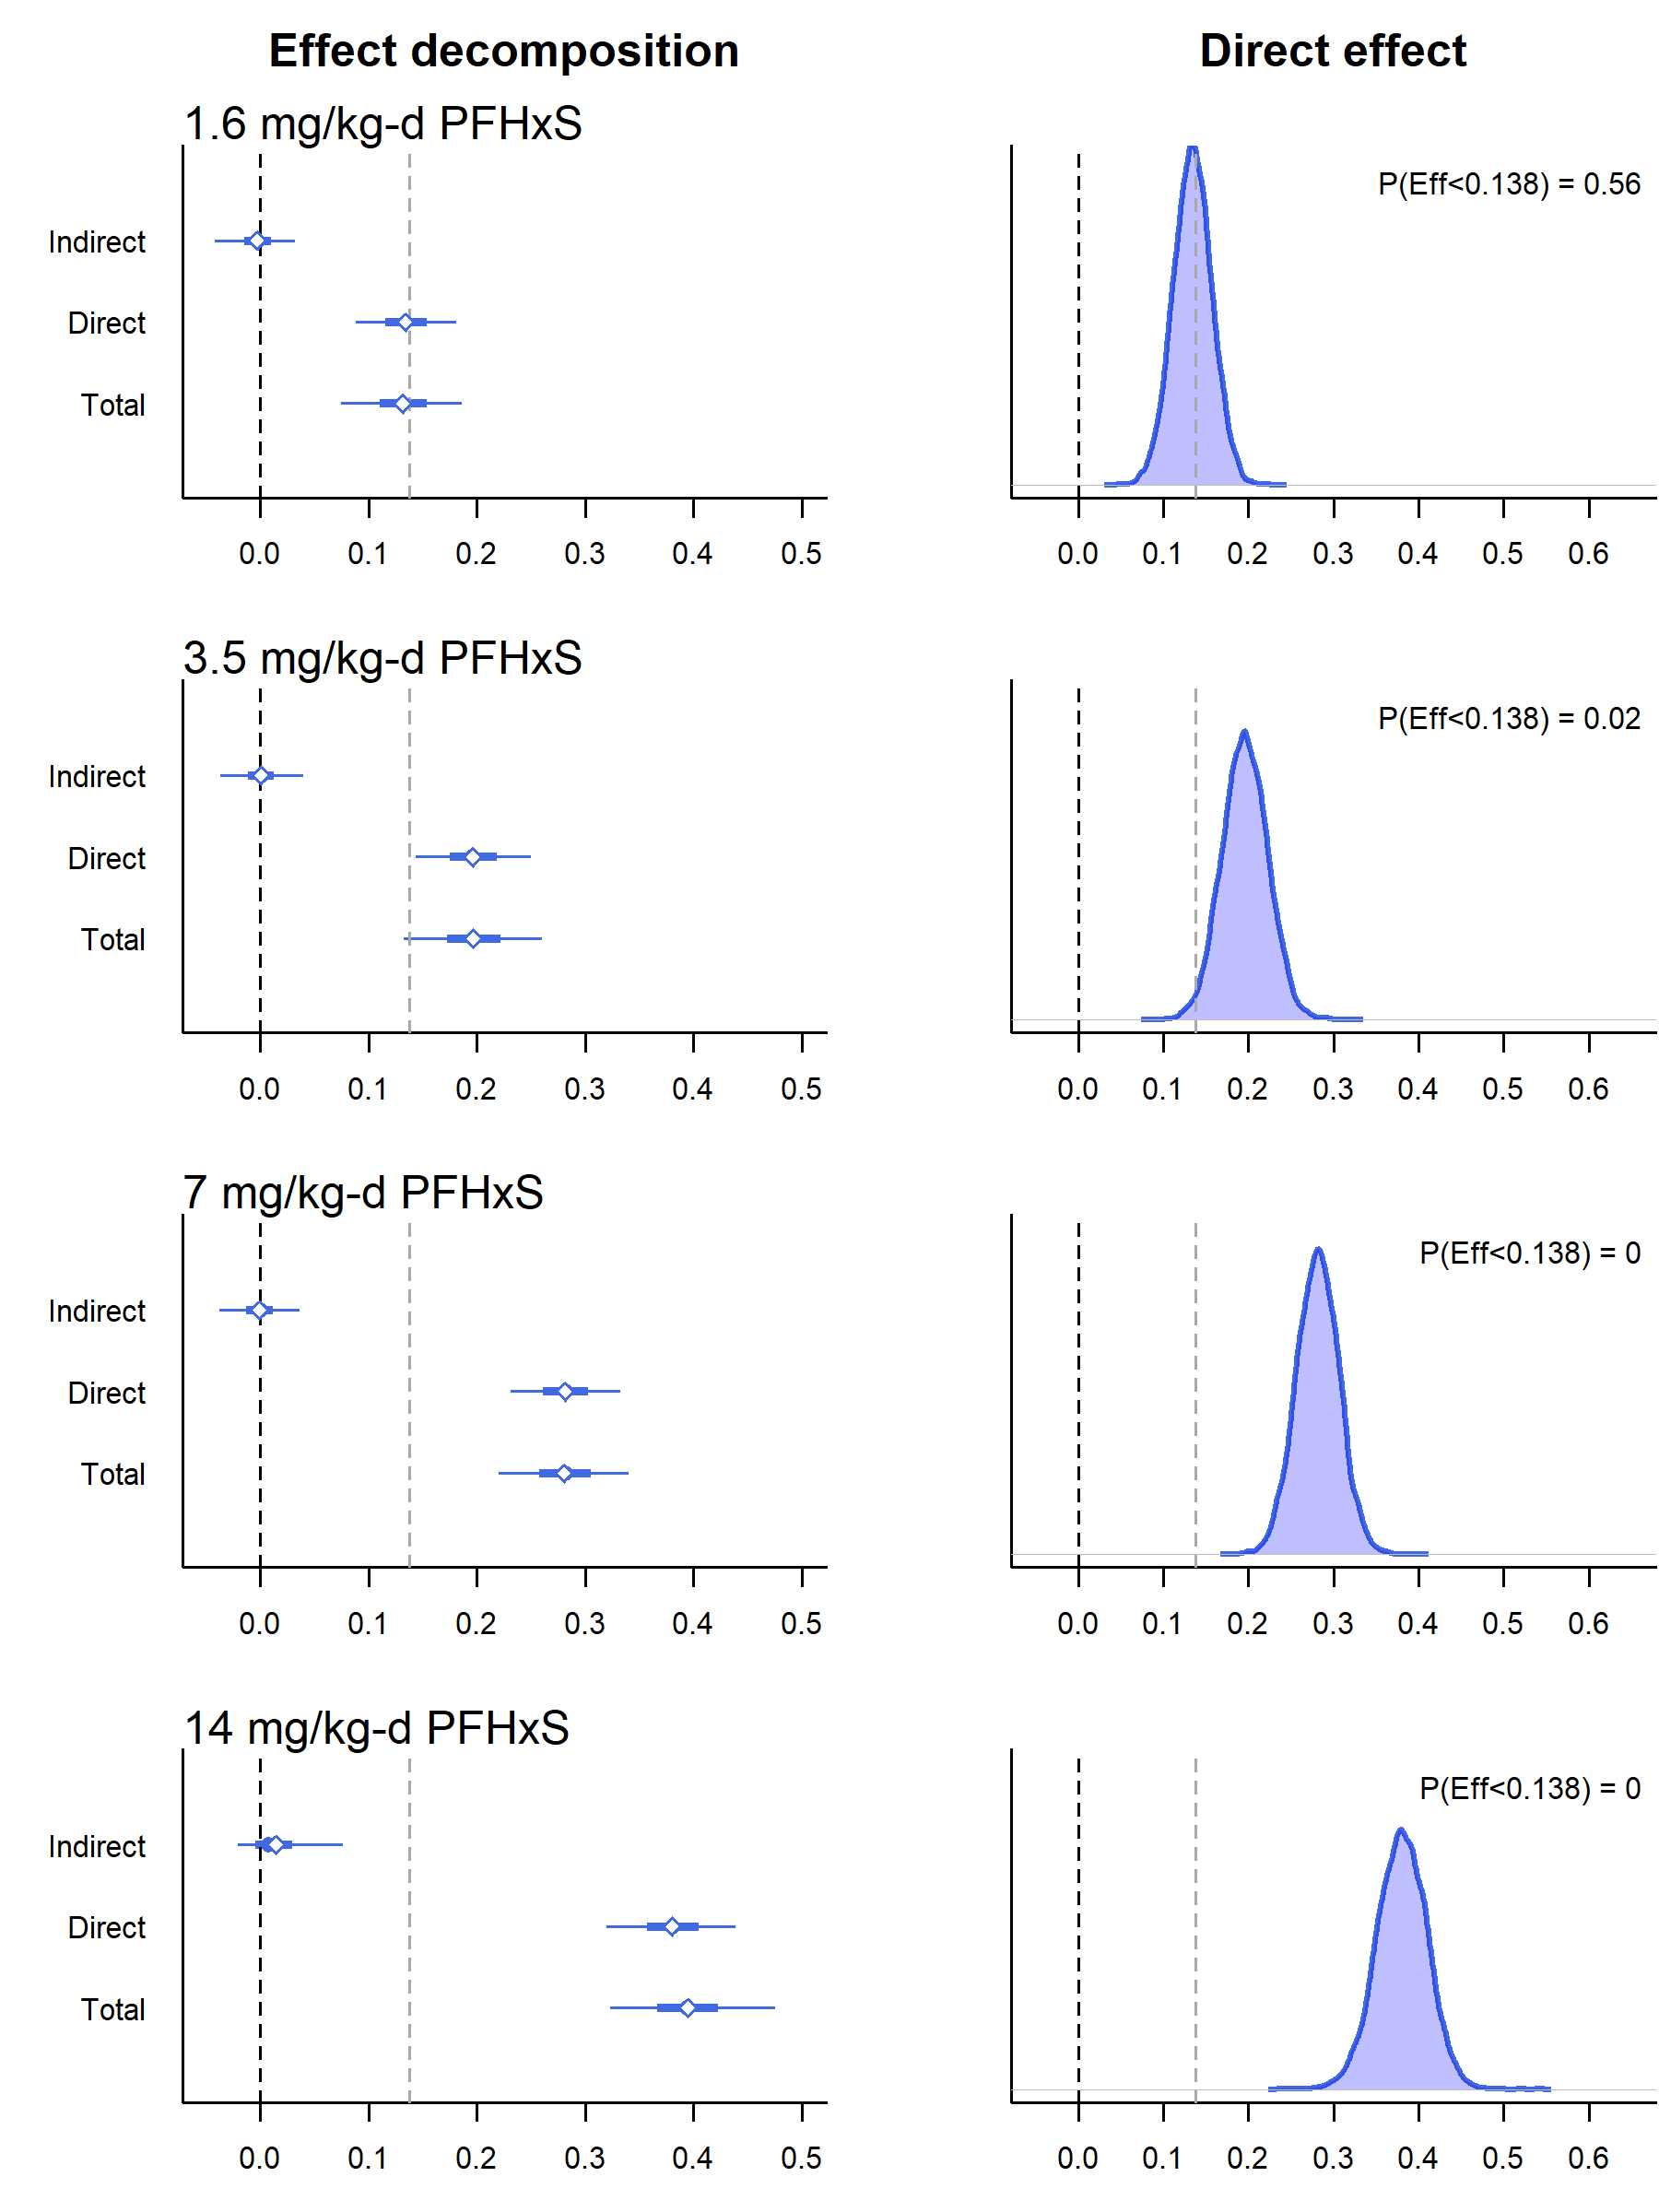 Effect decomposition
Direct effect
1.6 mg/kg-d PFHxS
Indirect
Direct
Total
0.0 0.1 0.2 0.3 0.4 0.5
P(Eff<0.138) = 0.56
0.0 0.1 0.2 0.3 0.4 0.5 0.6
3.5 mg/kg-d PFHxS
Indirect
Direct
Total
0.0 0.1 0.2 0.3 0.4 0.5
P(Eff<0.138) = 0.02
0.0 0.1 0.2 0.3 0.4 0.5 0.6
7 mg/kg-d PFHxS
Indirect
Direct
Total
0.0 0.1 0.2 0.3 0.4 0.5
P(Eff<0.138) = 0
0.0 0.1 0.2 0.3 0.4 0.5 0.6
14 mg/kg-d PFHxS
Indirect
Direct
Total
0.0 0.1 0.2 0.3 0.4 0.5
P(Eff<0.138) = 0
0.0 0.1 0.2 0.3 0.4 0.5 0.6